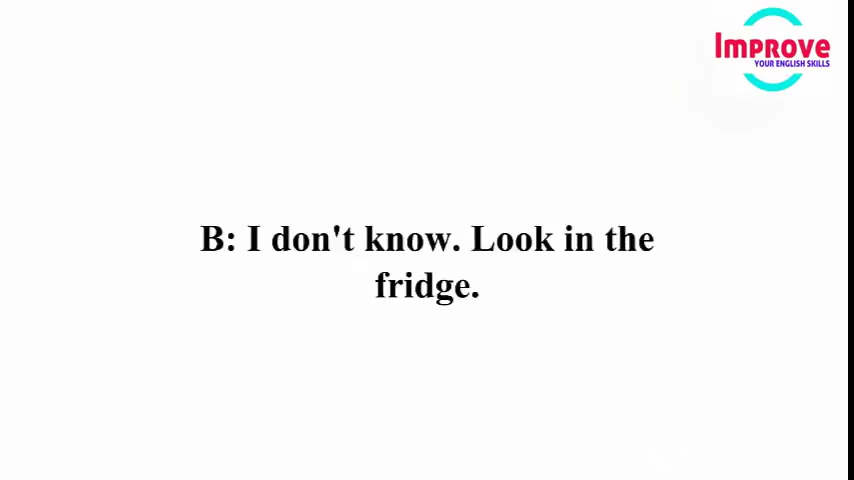 Improve
YOUR ENGLISH SKILLS
B: I don't know. Look in the
fridge.